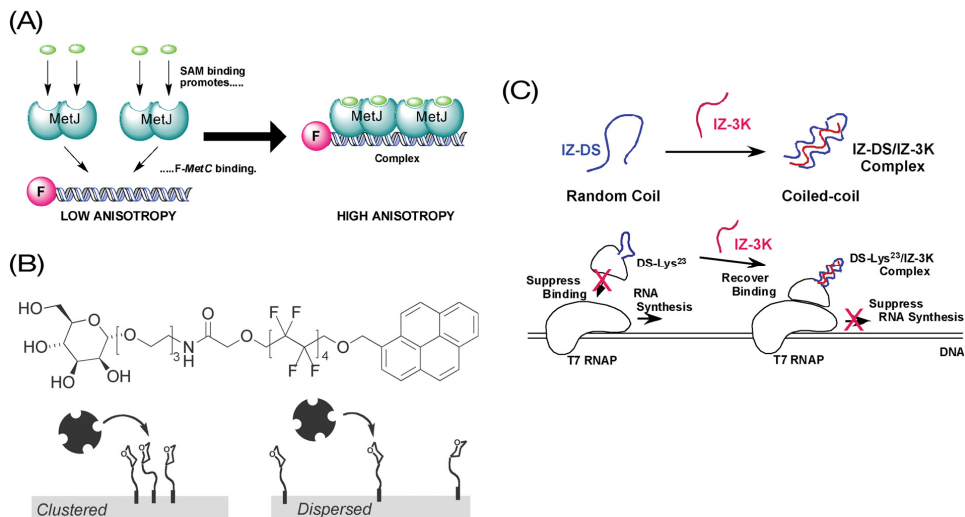 (A)
SAM binding
promotes.....
MetJ
MetJ
MetJ
MetJ
F
Complex
.....F-MetC binding.
F
LOW ANISOTROPY
HIGH ANISOTROPY
(B)
HO
HO
HO
OH
O
O
3
N
H
O
O
F F
F F
4
O
O
O
O
Clustered
O
O
O
Dispersed
(C)
IZ-3K
IZ-DS
IZ-DS/IZ-3K
Complex
Random Coil
Coiled-coil
IZ-3K
DS-Lys23
DS-Lys23/IZ-3K
Complex
Suppress
Binding
X
RNA
Synthesis
Recover
Binding
X
Suppress
RNA Synthesis
T7 RNAP
T7 RNAP
DNA